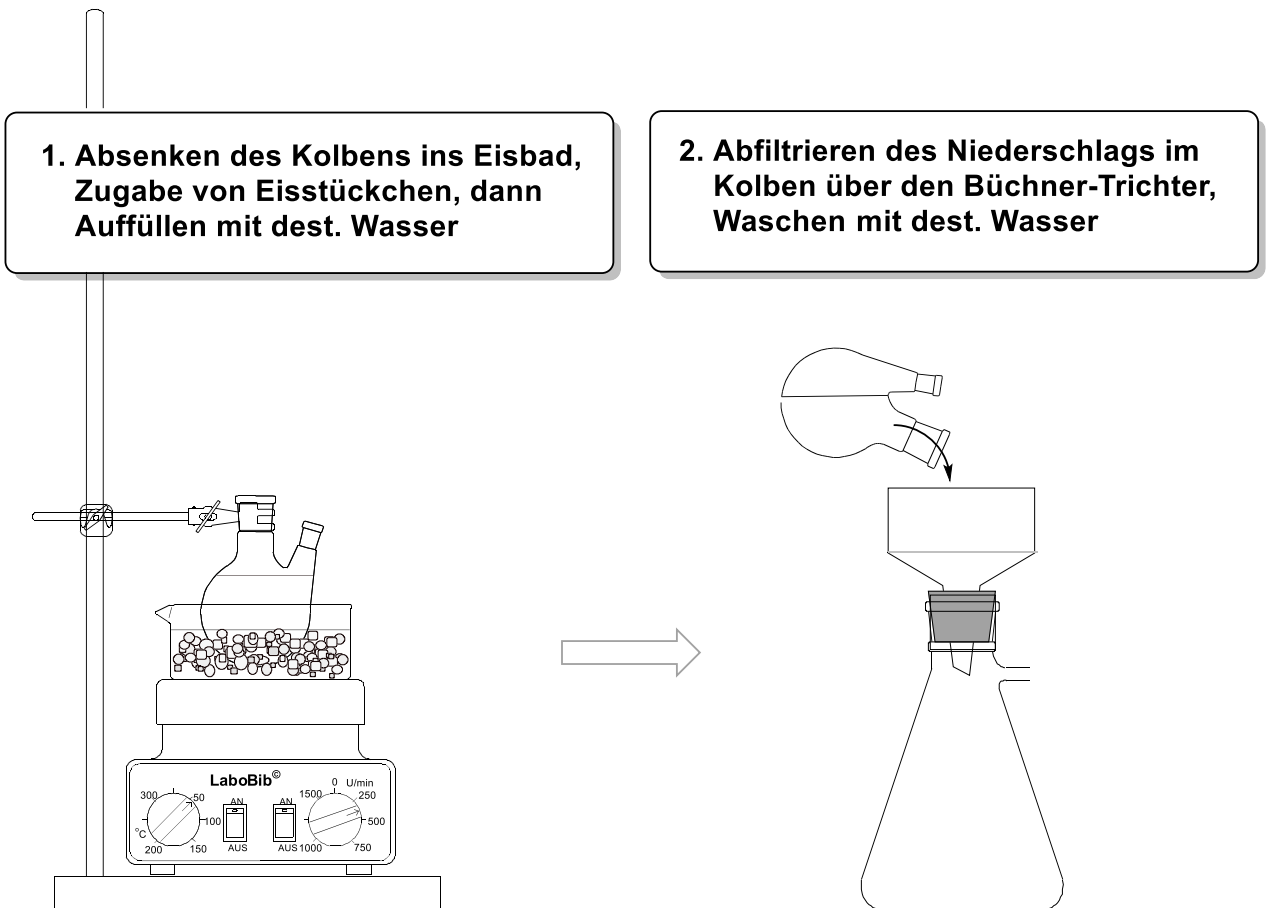 1. Absenken des Kolbens ins Eisbad,
Zugabe von Eisstückchen, dann
Auffüllen mit dest. Wasser
2. Abfiltrieren des Niederschlags im
Kolben über den Büchner-Trichter,
Waschen mit dest. Wasser
LaboBib©
300
50
100
150
200
°C
AN
AUS
AN
AUS
0 U/min
1500
250
500
750
1000